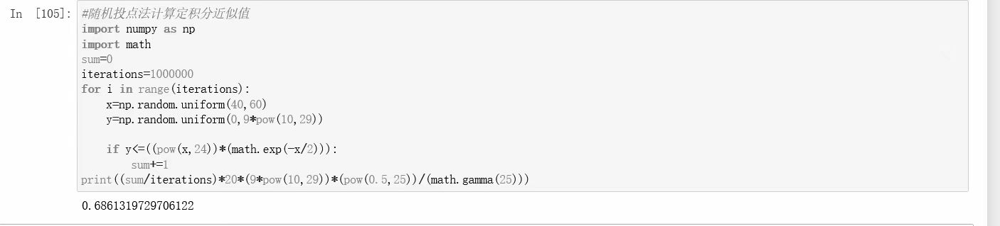 In [105]: #随机投点法计算定积分近似值
import numpy as np
import math
sum=0
iterations=1000000
for i in range(iterations):
    x=np.random.uniform(40,60)
    y=np.random.uniform(0,9*pow(10,29))
    if y<=((pow(x,24))*(math.exp(-x/2))):
        sum+=1
print((sum/iterations)*20*(9*pow(10,29))*(pow(0.5,25))/(math.gamma(25)))
0.6861319729706122